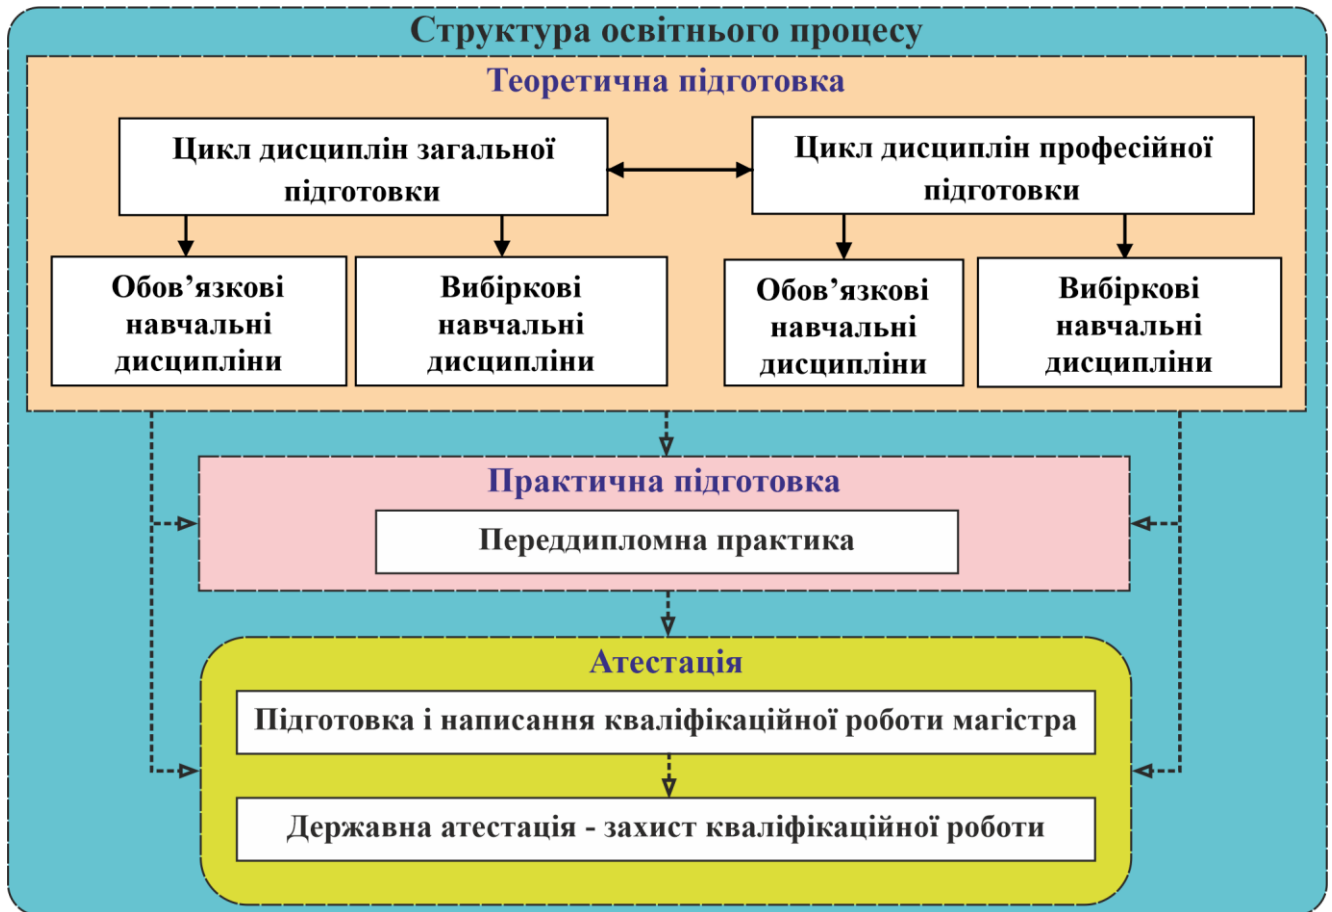 Структура освітнього процесу
Теоретична підготовка
Цикл дисциплін загальної
підготовки
Цикл дисциплін професійної
підготовки
Обов’язкові
навчальні
дисципліни
Вибіркові
навчальні
дисципліни
Обов’язкові
навчальні
дисципліни
Вибіркові
навчальні
дисципліни
Практична підготовка
Переддипломна практика
Атестація
Підготовка і написання кваліфікаційної роботи магістра
Державна атестація - захист кваліфікаційної роботи